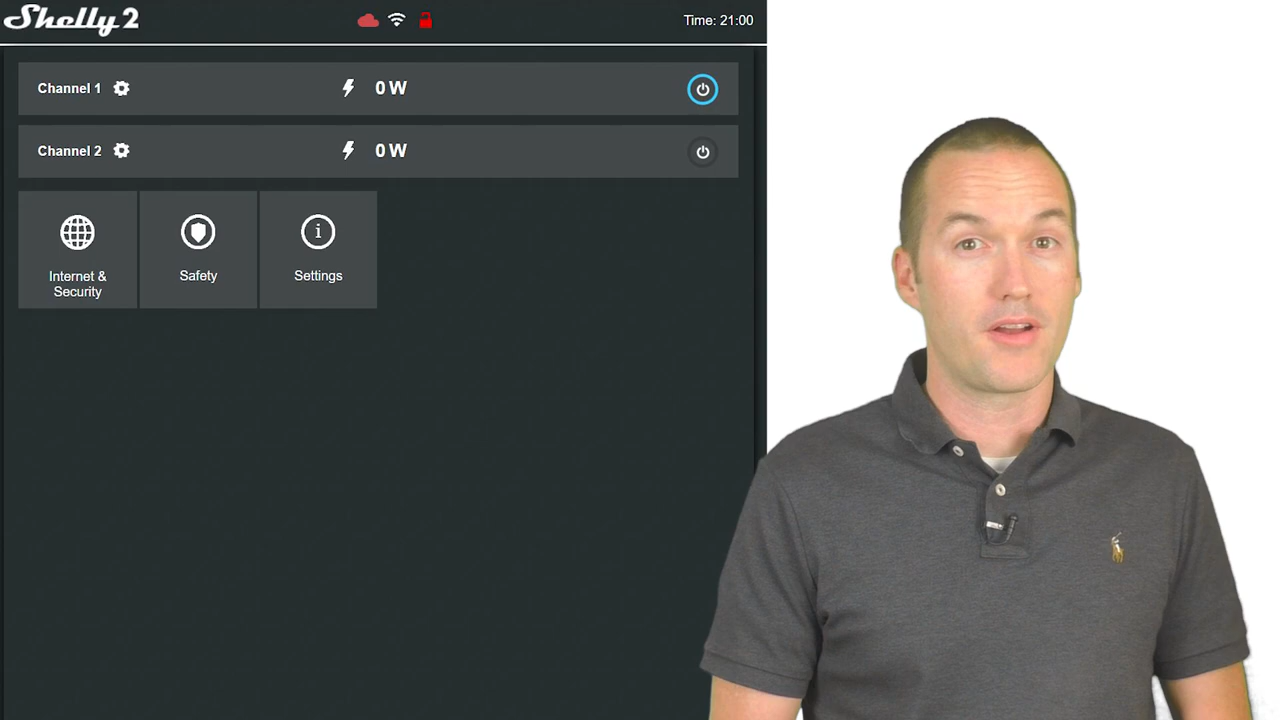 Shelly 2
Time: 21:00
Channel 1
0 W
Channel 2
0 W
Internet &
Security
Safety
Settings